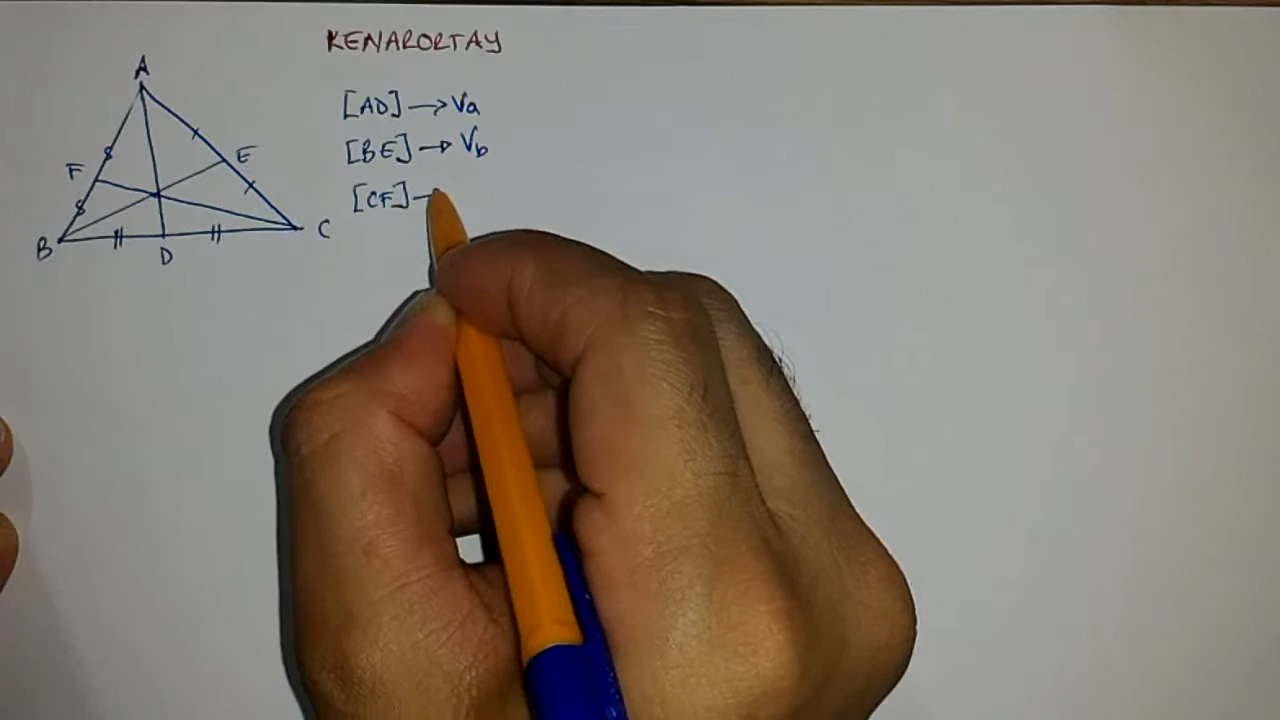 KENARORTAY
A
[AD] → Va
[BE] → Vb
E
F
[CF] –
C
B
D